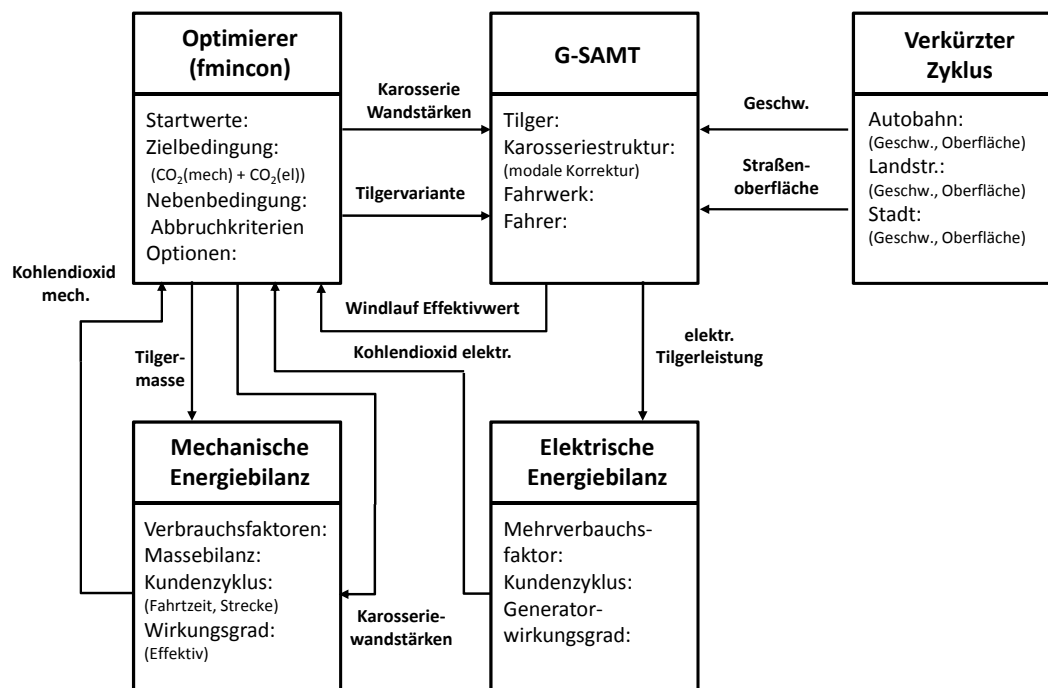 Optimierer
(fmincon)
Startwerte:
Zielbedingung:
(CO₂(mech) + CO₂(el))
Nebenbedingung:
Abbruchkriterien
Optionen:
Karosserie
Wandstärken
Tilgervariante
G-SAMT
Tilger:
Karosseriestruktur:
(modale Korrektur)
Fahrwerk:
Fahrer:
Geschw.
Straßen-
oberfläche
Verkürzter
Zyklus
Autobahn:
(Geschw., Oberfläche)
Landstr.:
(Geschw., Oberfläche)
Stadt:
(Geschw., Oberfläche)
Kohlendioxid
mech.
Tilger-
masse
Windlauf Effektivwert
Kohlendioxid elektr.
elektr.
Tilgerleistung
Mechanische
Energiebilanz
Verbrauchsfaktoren:
Massebilanz:
Kundenzyklus:
(Fahrtzeit, Strecke)
Wirkungsgrad:
(Effektiv)
Karosserie-
wandstärken
Elektrische
Energiebilanz
Mehrverbauchs-
faktor:
Kundenzyklus:
Generator-
wirkungsgrad: